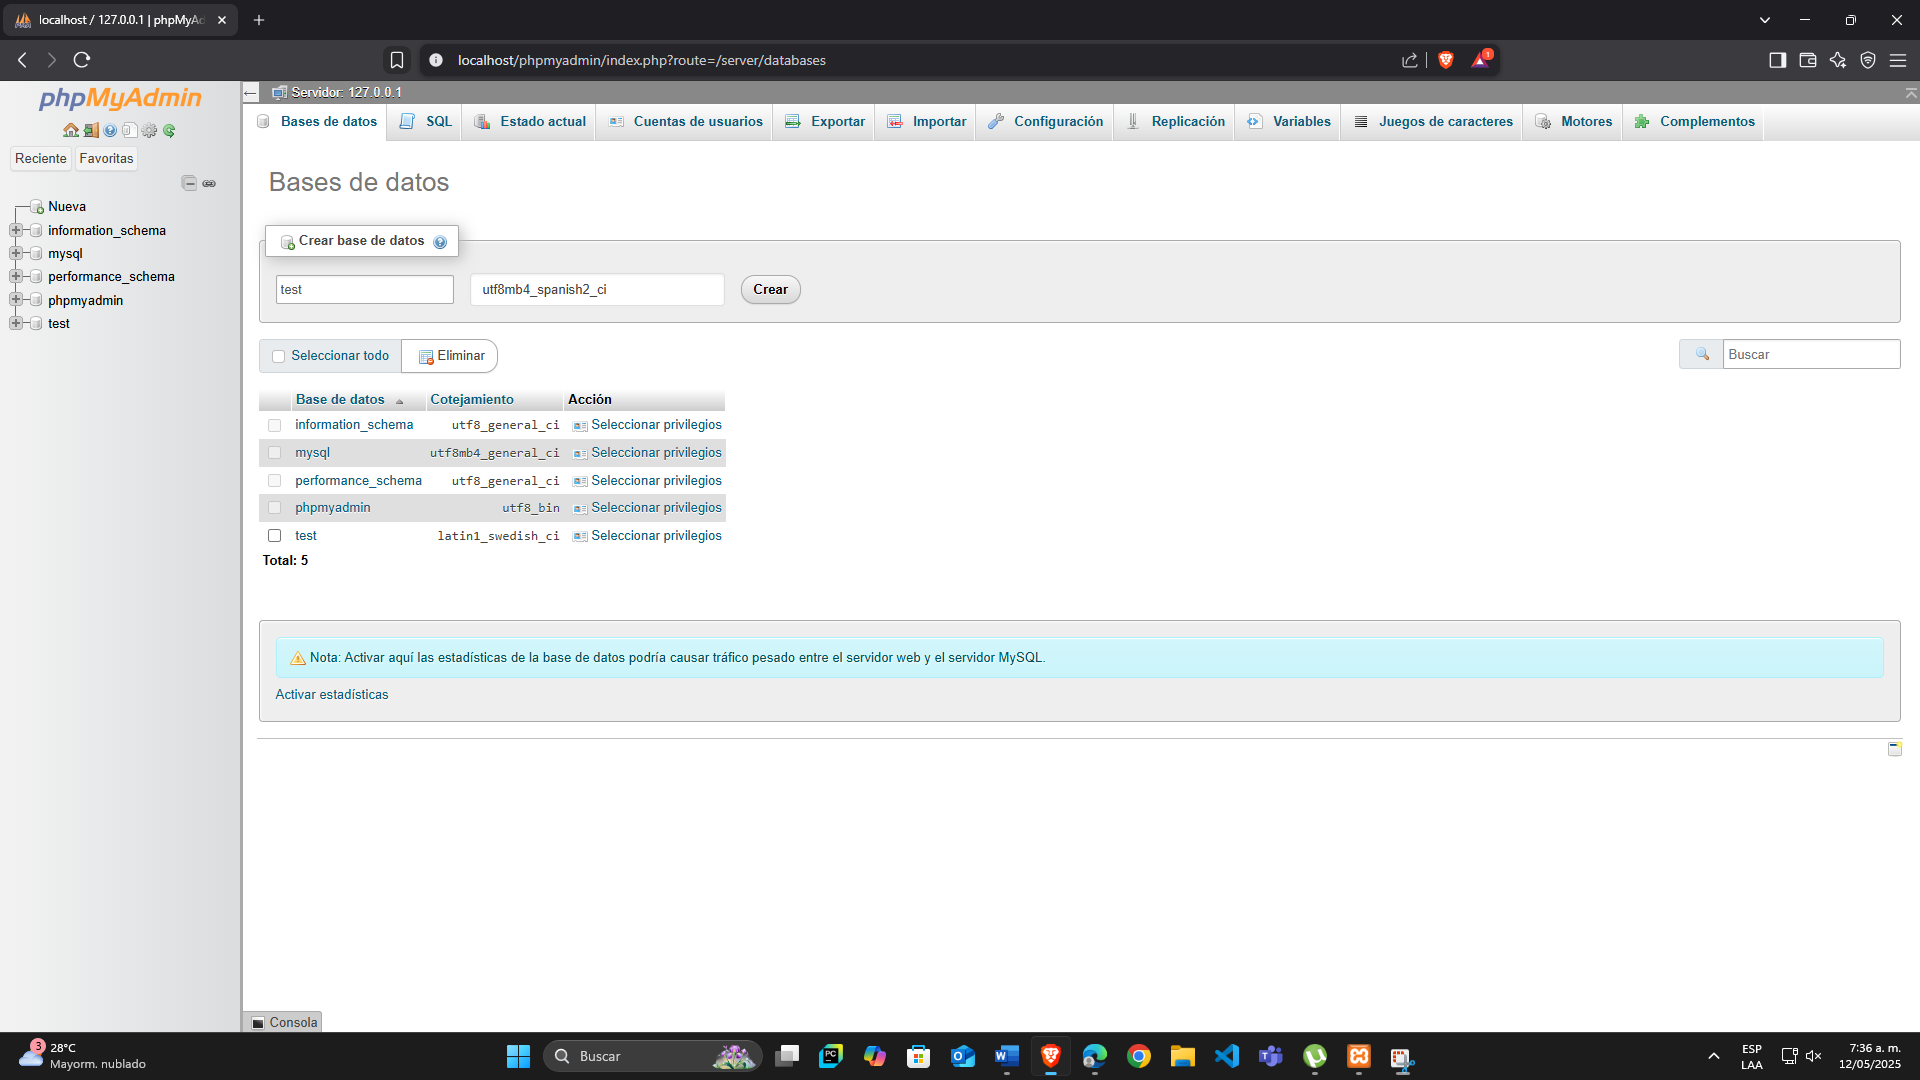 localhost / 127.0.0.1 | phpMyAd
localhost/phpmyadmin/index.php?route=/server/databases
1
phpMyAdmin
Reciente
Favoritas
Nueva
information_schema
mysql
performance_schema
phpmyadmin
test
Servidor: 127.0.0.1
Bases de datos
SQL
Estado actual
Cuentas de usuarios
Exportar
Importar
Configuración
Replicación
Variables
Juegos de caracteres
Motores
Complementos
Bases de datos
Crear base de datos
test
utf8mb4_spanish2_ci
Crear
Seleccionar todo
Eliminar
Buscar
Base de datos Cotejamiento Acción
information_schema utf8_general_ci Seleccionar privilegios
mysql utf8mb4_general_ci Seleccionar privilegios
performance_schema utf8_general_ci Seleccionar privilegios
phpmyadmin utf8_bin Seleccionar privilegios
test latin1_swedish_ci Seleccionar privilegios
Total: 5
Nota: Activar aquí las estadísticas de la base de datos podría causar tráfico pesado entre el servidor web y el servidor MySQL.
Activar estadísticas
Consola
3
28°C
Mayorm. nublado
Buscar
PC
ESP
LAA
7:36 a. m.
12/05/2025